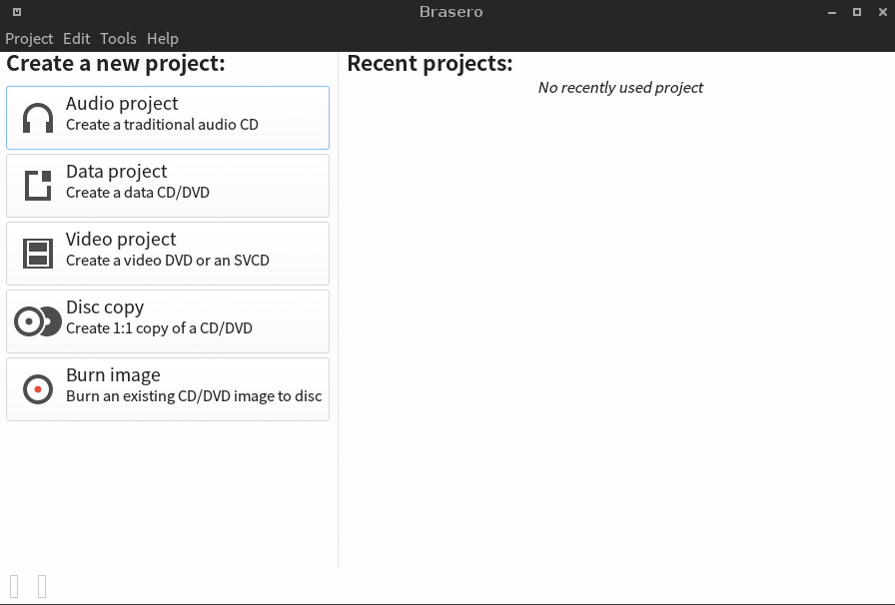 Brasero
Project Edit Tools Help
Create a new project:
Audio project
Create a traditional audio CD
Data project
Create a data CD/DVD
Video project
Create a video DVD or an SVCD
Disc copy
Create 1:1 copy of a CD/DVD
Burn image
Burn an existing CD/DVD image to disc
Recent projects:
No recently used project